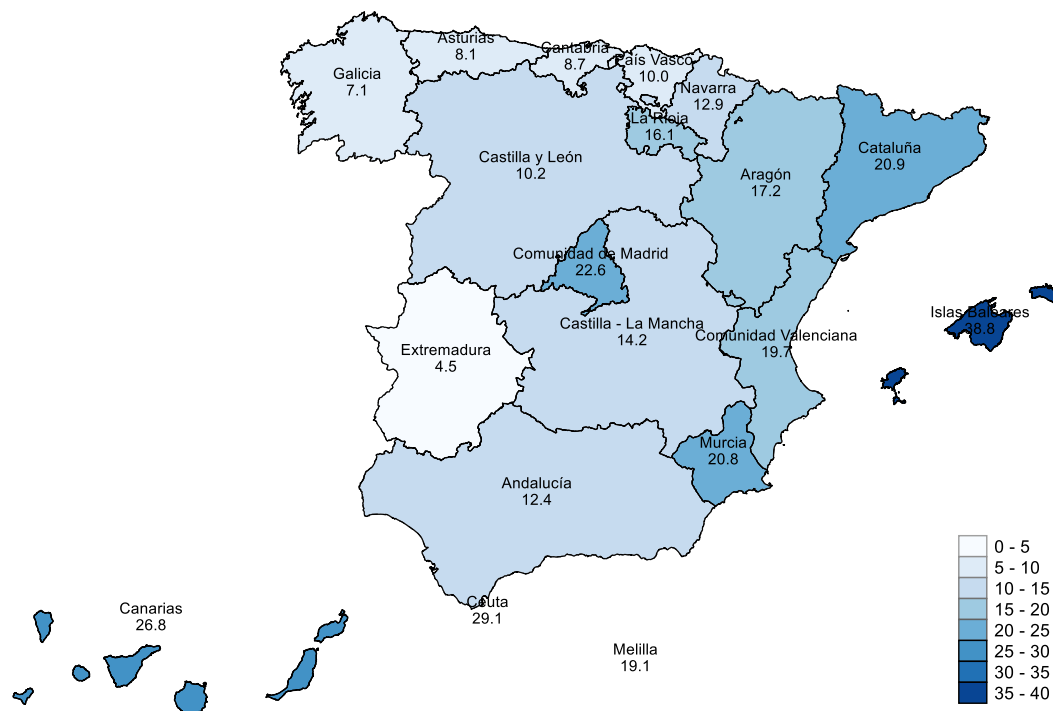 Asturias
8.1
Cantabria
8.7
País Vasco
10.0
Galicia
7.1
Navarra
12.9
La Rioja
16.1
Cataluña
20.9
Castilla y León
10.2
Aragón
17.2
Comunidad de Madrid
22.6
Islas Baleares
38.8
Castilla - La Mancha
14.2
Comunidad Valenciana
19.7
Extremadura
4.5
Murcia
20.8
Andalucía
12.4
Ceuta
29.1
Canarias
26.8
Melilla
19.1
0 - 5
5 - 10
10 - 15
15 - 20
20 - 25
25 - 30
30 - 35
35 - 40